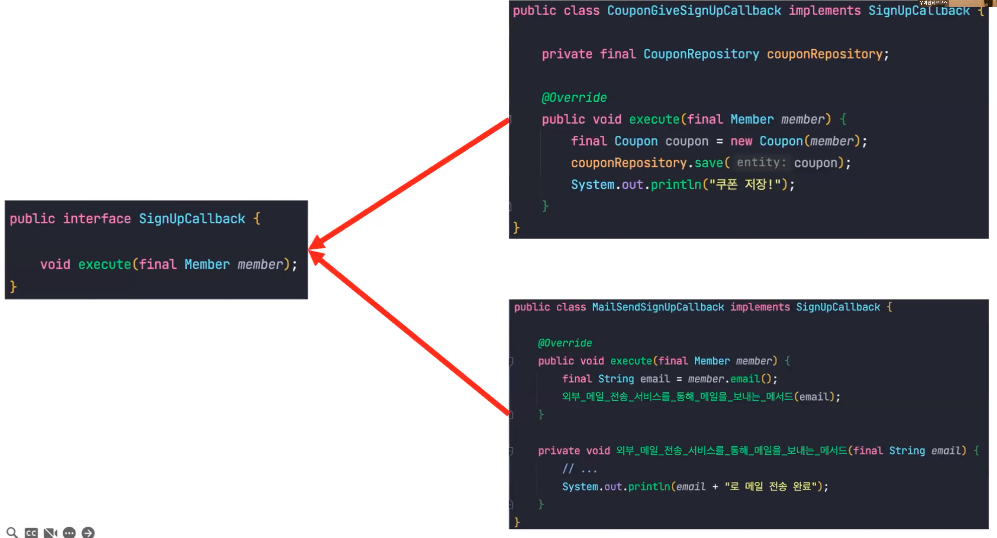 public class CouponGiveSignUpCallback implements SignUpCallback {
private final CouponRepository couponRepository;
@Override
public void execute(final Member member) {
final Coupon coupon = new Coupon(member);
couponRepository.save( entity: coupon);
System.out.println("쿠폰 저장!");
}
}
public interface SignUpCallback {
void execute(final Member member);
}
public class MailSendSignUpCallback implements SignUpCallback {
@Override
public void execute(final Member member) {
final String email = member.email();
외부_메일_전송_서비스를_통해_메일을_보내는_메서드(email);
}
private void 외부_메일_전송_서비스를_통해_메일을_보내는_메서드(final String email) {
// ...
System.out.println(email + "로 메일 전송 완료");
}
}
CC